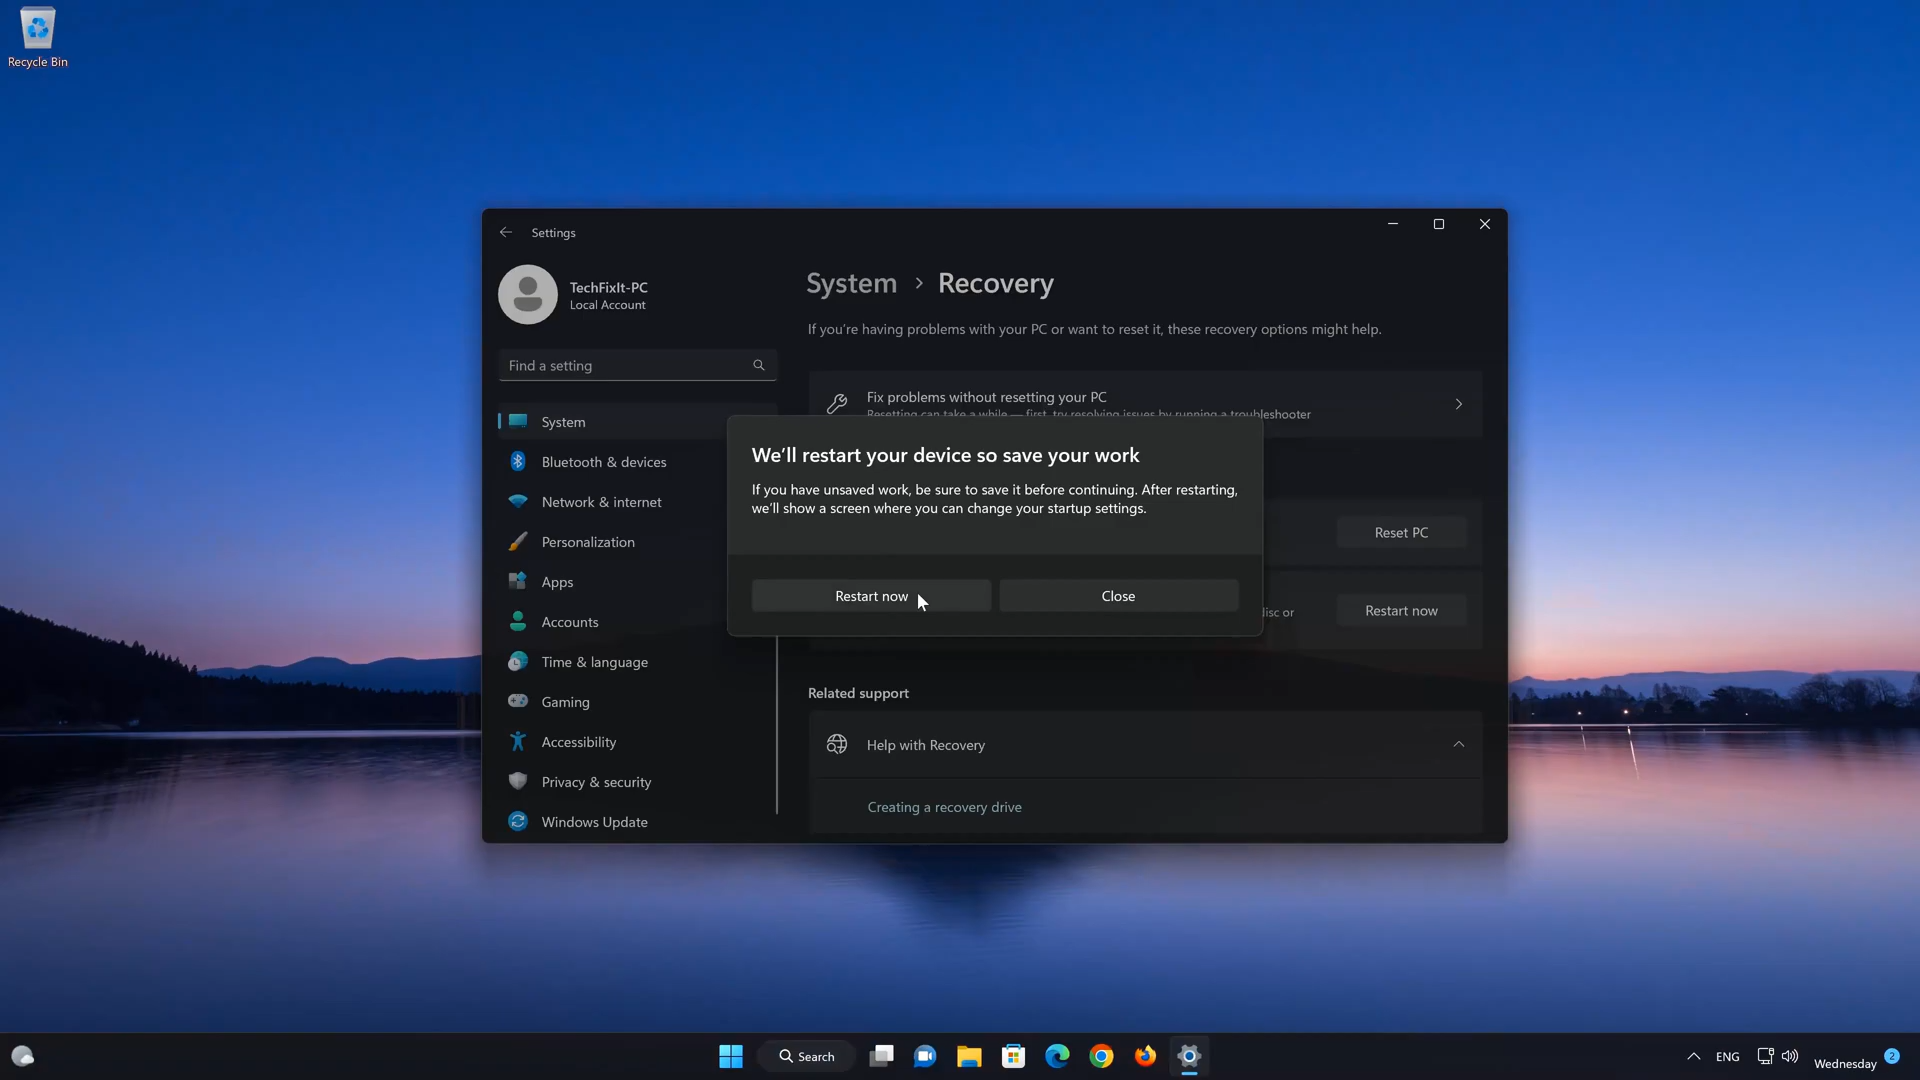 Recycle Bin
Settings
TechFixIt-PC
Local Account
Find a setting
System
Bluetooth & devices
Network & internet
Personalization
Apps
Accounts
Time & language
Gaming
Accessibility
Privacy & security
Windows Update
System > Recovery
If you're having problems with your PC or want to reset it, these recovery options might help.
Fix problems without resetting your PC
Resetting can take a while — first, try resolving issues by running a troubleshooter
We'll restart your device so save your work
If you have unsaved work, be sure to save it before continuing. After restarting,
we'll show a screen where you can change your startup settings.
Restart now
Close
Reset PC
disc or
Restart now
Related support
Help with Recovery
Creating a recovery drive
Search
ENG
Wednesday
2